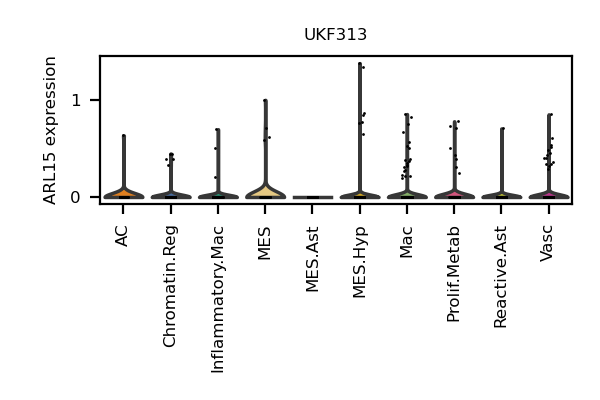 UKF313
ARL15 expression
1
0
AC
Chromatin.Reg
Inflammatory.Mac
MES
MES.Ast
MES.Hyp
Mac
Prolif.Metab
Reactive.Ast
Vasc